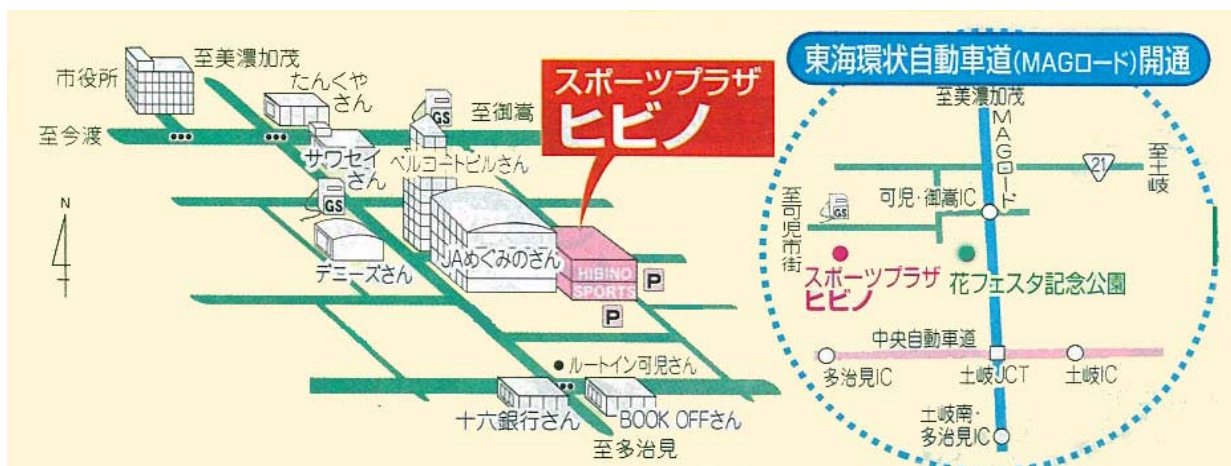 市役所
至美濃加茂
たんくや
さん
GS
至御嵩
至今渡
サワセイ
さん
ベルコートビルさん
スポーツプラザ
ヒビノ
N
GS
デニーズさん
JAめぐみのさん
HIBINO
SPORTS
P
P
ルートイン可児さん
十六銀行さん
BOOK OFFさん
至多治見
東海環状自動車道(MAGロード)開通
至美濃加茂
MAGロード
21
至土岐
至可児市街
GS
可児・御嵩IC
スポーツプラザ
ヒビノ
花フェスタ記念公園
中央自動車道
多治見IC
土岐JCT
土岐IC
土岐南・
多治見IC